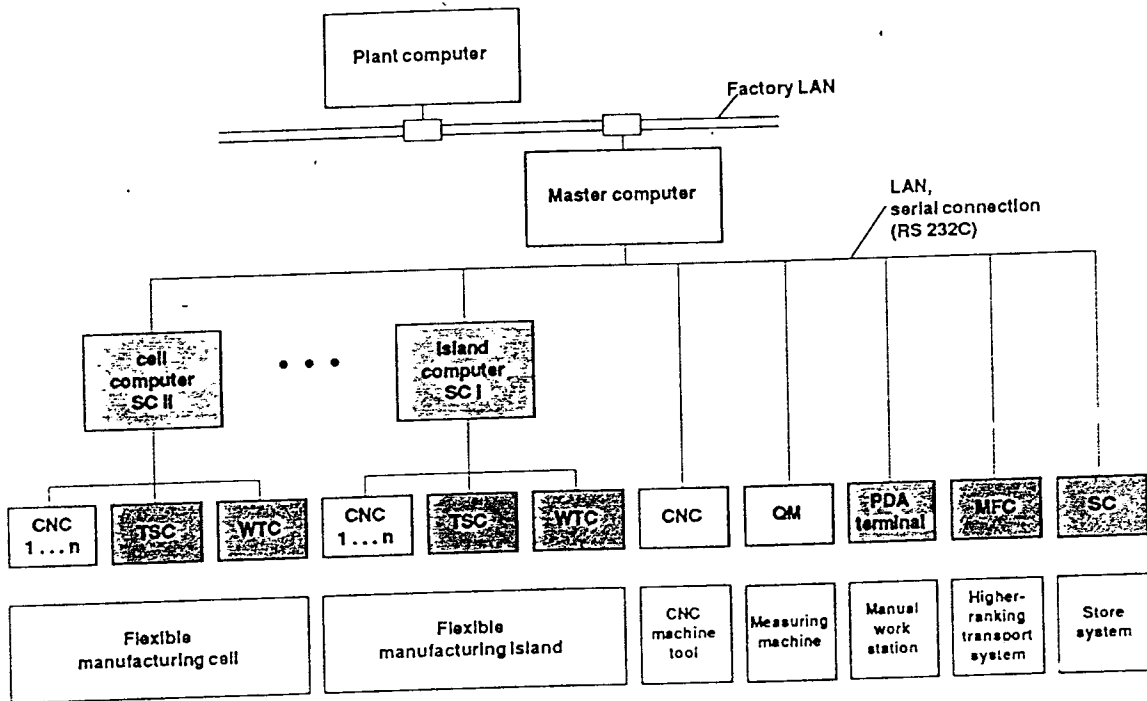 Plant computer
Factory LAN
Master computer
LAN,
serial connection
(RS 232C)
cell
computer
SC II
island
computer
SC j
CNC
1...n
TSC
WTC
CNC
1...n
TSC
WTC
CNC
QM
PDA
terminal
MFC
SC
Flexible
manufacturing cell
Flexible
manufacturing island
CNC
machine
tool
Measuring
machine
Manual
work
station
Higher-
ranking
transport
system
Store
system